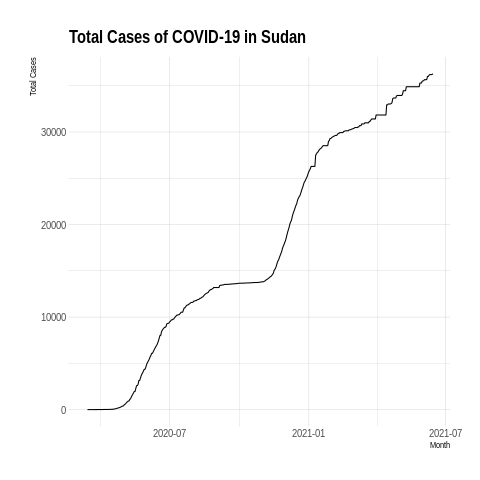 Total Cases of COVID-19 in Sudan
Total Cases
30000
20000
10000
0
2020-07
2021-01
2021-07
Month